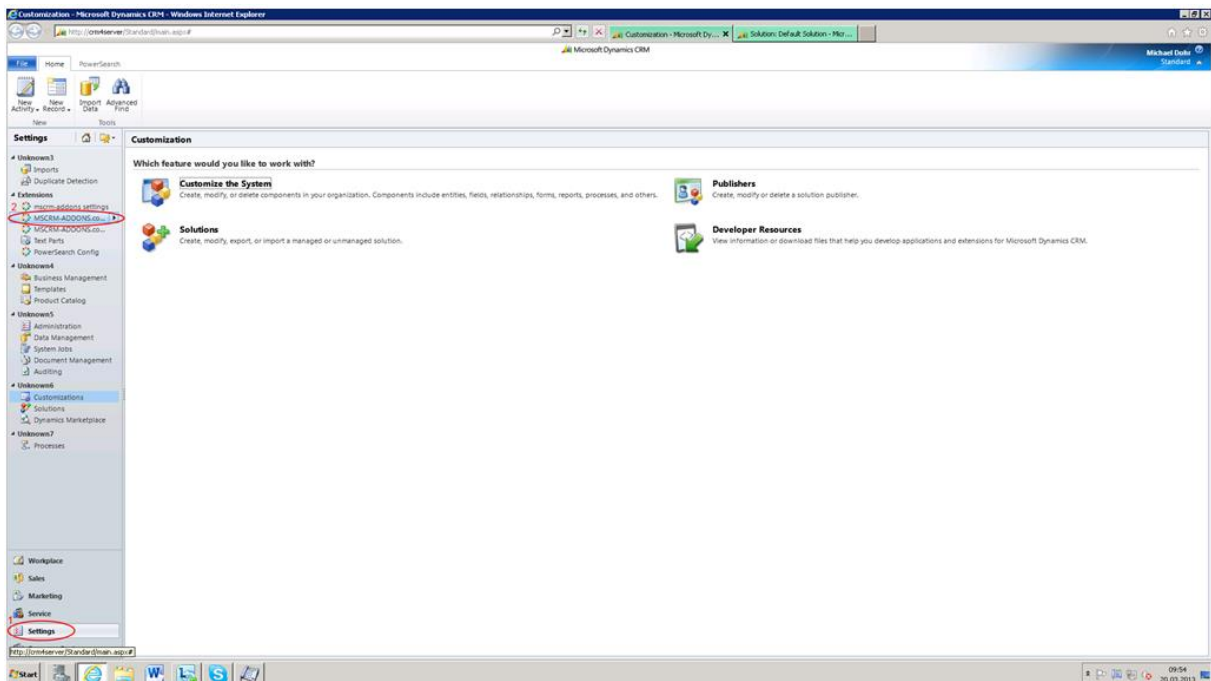 Customization - Microsoft Dynamics CRM - Windows Internet Explorer
http://crm4server/Standard/main.aspx#
Customization - Microsoft Dy...
Solution: Default Solution - Micr...
Microsoft Dynamics CRM
Michael Dohr
Standard
File
Home
PowerSearch
New Activity
New Record
Import Data
Advanced Find
New
Tools
Settings
Customization
Unknown3
Imports
Duplicate Detection
Extensions
2
mscrm-addons settings
MSCRM-ADDONS.co...
MSCRM-ADDONS.co...
Text Parts
PowerSearch Config
Unknown4
Business Management
Templates
Product Catalog
Unknown5
Administration
Data Management
System Jobs
Document Management
Auditing
Unknown6
Customizations
Solutions
Dynamics Marketplace
Unknown7
Processes
Which feature would you like to work with?
Customize the System
Create, modify, or delete components in your organization. Components include entities, fields, relationships, forms, reports, processes, and others.
Publishers
Create, modify or delete a solution publisher.
Solutions
Create, modify, export, or import a managed or unmanaged solution.
Developer Resources
View information or download files that help you develop applications and extensions for Microsoft Dynamics CRM.
Workplace
Sales
Marketing
Service
1
Settings
http://crm4server/Standard/main.aspx#
Start
09:54
20.03.2013